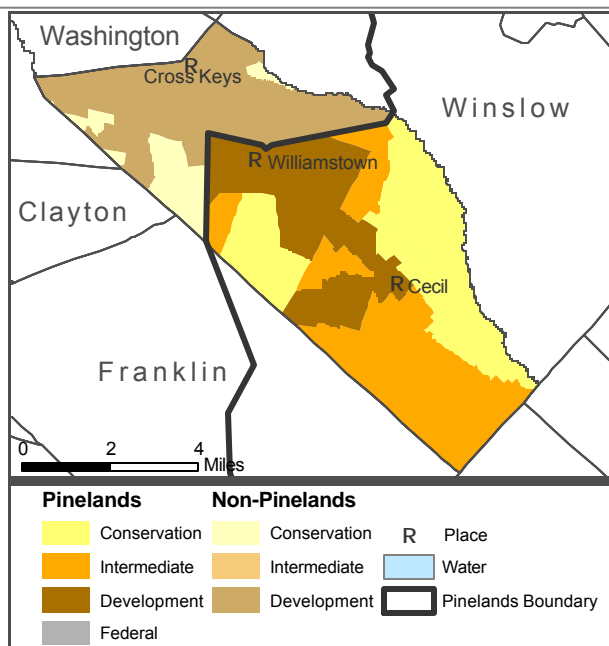 Washington
R
Cross Keys
Winslow
R Williamstown
Clayton
R Cecil
Franklin
0 2 4
Miles
Pinelands Non-Pinelands
Conservation Conservation R Place
Intermediate Intermediate Water
Development Development Pinelands Boundary
Federal